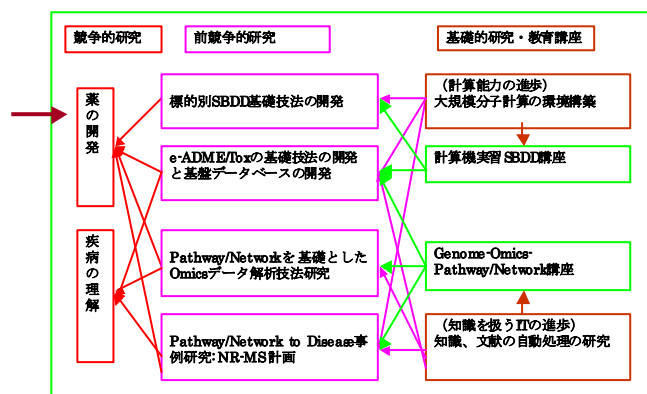 競争的研究
前競争的研究
基礎的研究・教育講座
薬の開発
標的別SBDD基礎技法の開発
(計算能力の進歩)
大規模分子計算の環境構築
e-ADME/Toxの基礎技法の開発
と基盤データベースの開発
計算機実習SBDD講座
疾病の理解
Pathway/Networkを基礎とした
Omicsデータ解析技法研究
Genome-Omics-
Pathway/Network講座
Pathway/Network to Disease事
例研究:NR-MS計画
(知識を扱うITの進歩)
知識、文献の自動処理の研究